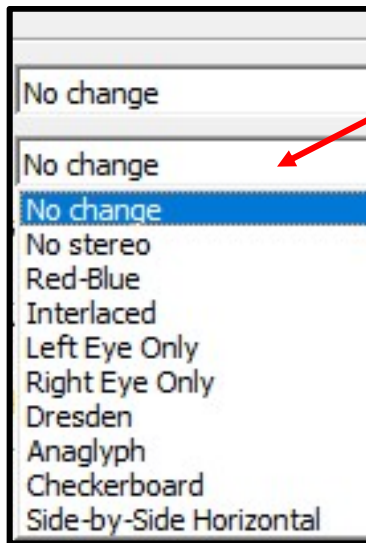 No change
No change
No change
No stereo
Red-Blue
Interlaced
Left Eye Only
Right Eye Only
Dresden
Anaglyph
Checkerboard
Side-by-Side Horizontal